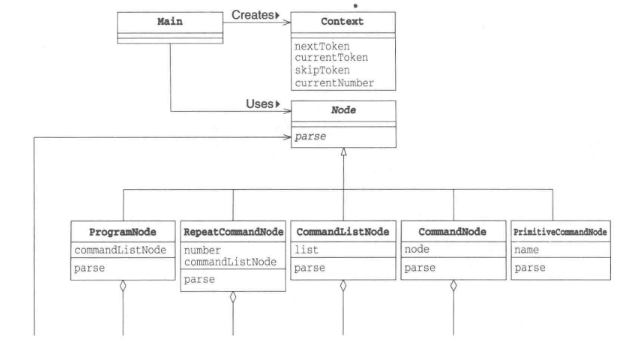 Main
Creates
Context
nextToken
currentToken
skipToken
currentNumber
Uses
Node
parse
ProgramNode
commandListNode
parse
RepeatCommandNode
number
commandListNode
parse
CommandListNode
list
parse
CommandNode
node
parse
PrimitiveCommandNode
name
parse